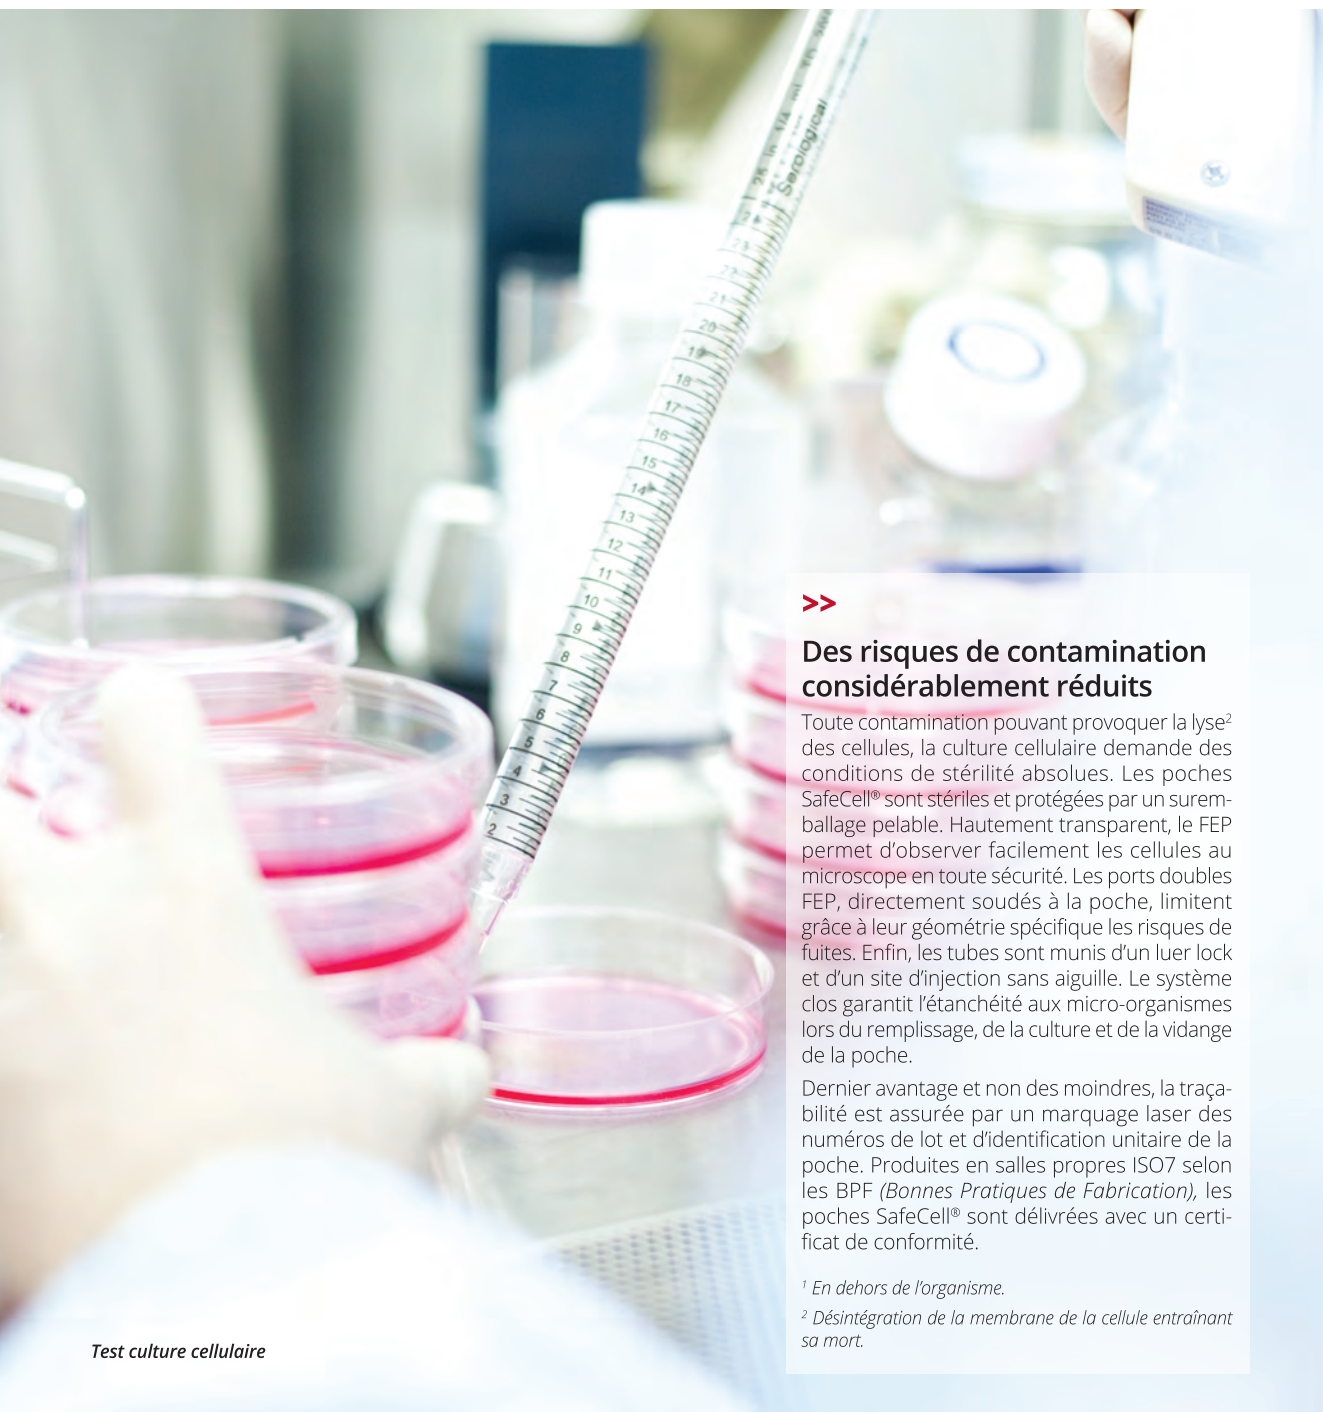 Serological
23
22
21
20
19
18
17
16
15
14
13
12
11
10
9
8
7
6
5
4
3
2
>>
Des risques de contamination
considérablement réduits
Toute contamination pouvant provoquer la lyse²
des cellules, la culture cellulaire demande des
conditions de stérilité absolues. Les poches
SafeCell® sont stériles et protégées par un surem-
ballage pelable. Hautement transparent, le FEP
permet d’observer facilement les cellules au
microscope en toute sécurité. Les ports doubles
FEP, directement soudés à la poche, limitent
grâce à leur géométrie spécifique les risques de
fuites. Enfin, les tubes sont munis d’un luer lock
et d’un site d’injection sans aiguille. Le système
clos garantit l’étanchéité aux micro-organismes
lors du remplissage, de la culture et de la vidange
de la poche.
Dernier avantage et non des moindres, la traça-
bilité est assurée par un marquage laser des
numéros de lot et d’identification unitaire de la
poche. Produites en salles propres ISO7 selon
les BPF (Bonnes Pratiques de Fabrication), les
poches SafeCell® sont délivrées avec un certi-
ficat de conformité.
¹ En dehors de l’organisme.
² Désintégration de la membrane de la cellule entraînant
sa mort.
Test culture cellulaire